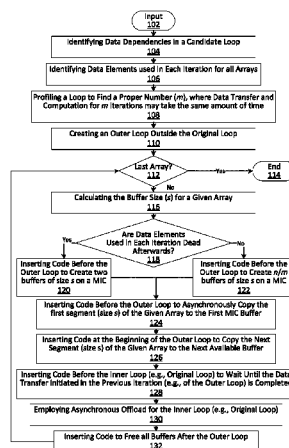 Input
102
Identifying Data Dependencies in a Candidate Loop
104
Identifying Data Elements used in Each Iteration for all Arrays
106
Profiling a Loop to Find a Proper Number (m), where Data Transfer and
Computation for m Iterations may take the same amount of time
108
Creating an Outer Loop Outside the Original Loop
110
Last Array?
112
Yes
End
114
No
Calculating the Buffer Size (s) for a Given Array
116
Are Data Elements
Used in Each Iteration Dead
Afterwards?
118
Yes
No
Inserting Code Before the
Outer Loop to Create two
buffers of size s on a MIC
120
Inserting Code Before the
Outer Loop to Create n/m
buffers of size s on a MIC
122
Inserting Code Before the Outer Loop to Asynchronously Copy the
first segment (size s) of the Given Array to the First MIC Buffer
124
Inserting Code at the Beginning of the Outer Loop to Copy the Next
Segment (size s) of the Given Array to the Next Available Buffer
126
Inserting Code Before the Inner Loop (e.g., Original Loop) to Wait Until the Data
Transfer Initiated in the Previous Iteration (e.g., of the Outer Loop) is Completed
128
Employing Asynchronous Offload for the Inner Loop (e.g., Original Loop)
130
Inserting Code to Free all Buffers After the Outer Loop
132